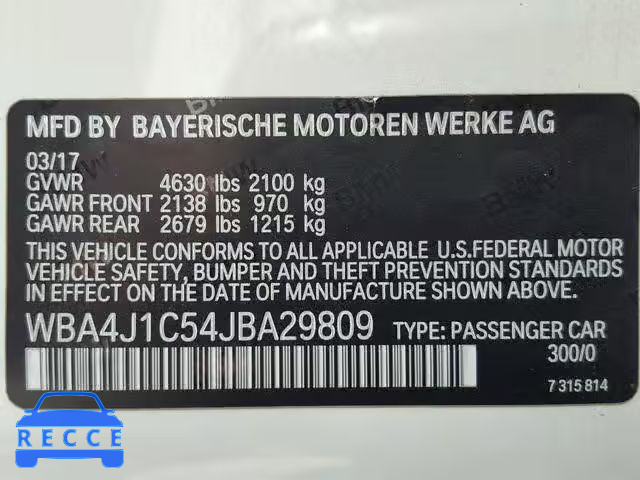 MFD BY BAYERISCHE MOTOREN WERKE AG
03/17
GVWR 4630 lbs 2100 kg
GAWR FRONT 2138 lbs 970 kg
GAWR REAR 2679 lbs 1215 kg
THIS VEHICLE CONFORMS TO ALL APPLICABLE U.S.FEDERAL MOTOR
VEHICLE SAFETY, BUMPER AND THEFT PREVENTION STANDARDS
IN EFFECT ON THE DATE OF MANUFACTURE SHOWN ABOVE.
WBA4J1C54JBA29809 TYPE: PASSENGER CAR
300/0
7 315 814
RECCE